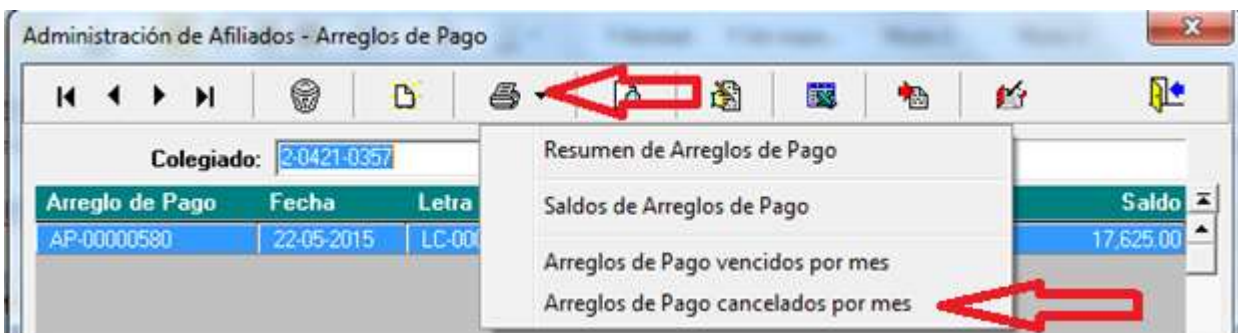 Administración de Afiliados - Arreglos de Pago
Colegiado: 2-0421-0357
Resumen de Arreglos de Pago
Arreglo de Pago Fecha Letra Saldo
Saldos de Arreglos de Pago
AP-00000580 22-05-2015 LC-000 17,625.00
Arreglos de Pago vencidos por mes
Arreglos de Pago cancelados por mes